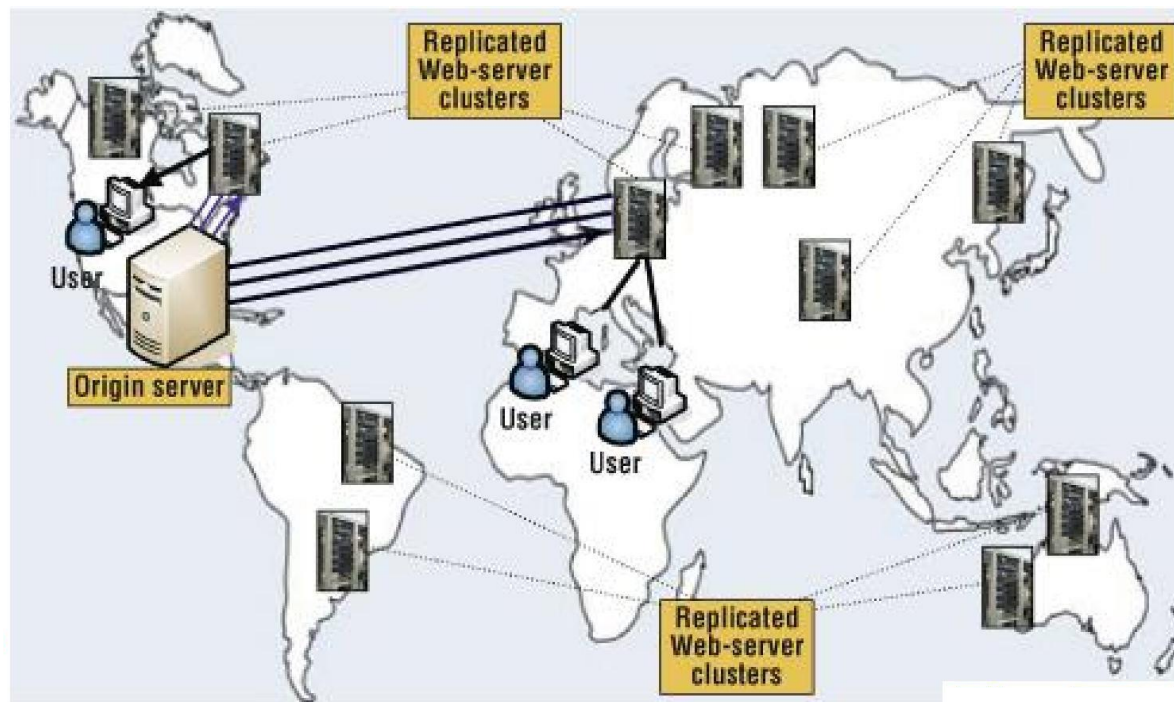 Replicated
Web-server
clusters
Replicated
Web-server
clusters
User
Origin server
User
User
Replicated
Web-server
clusters